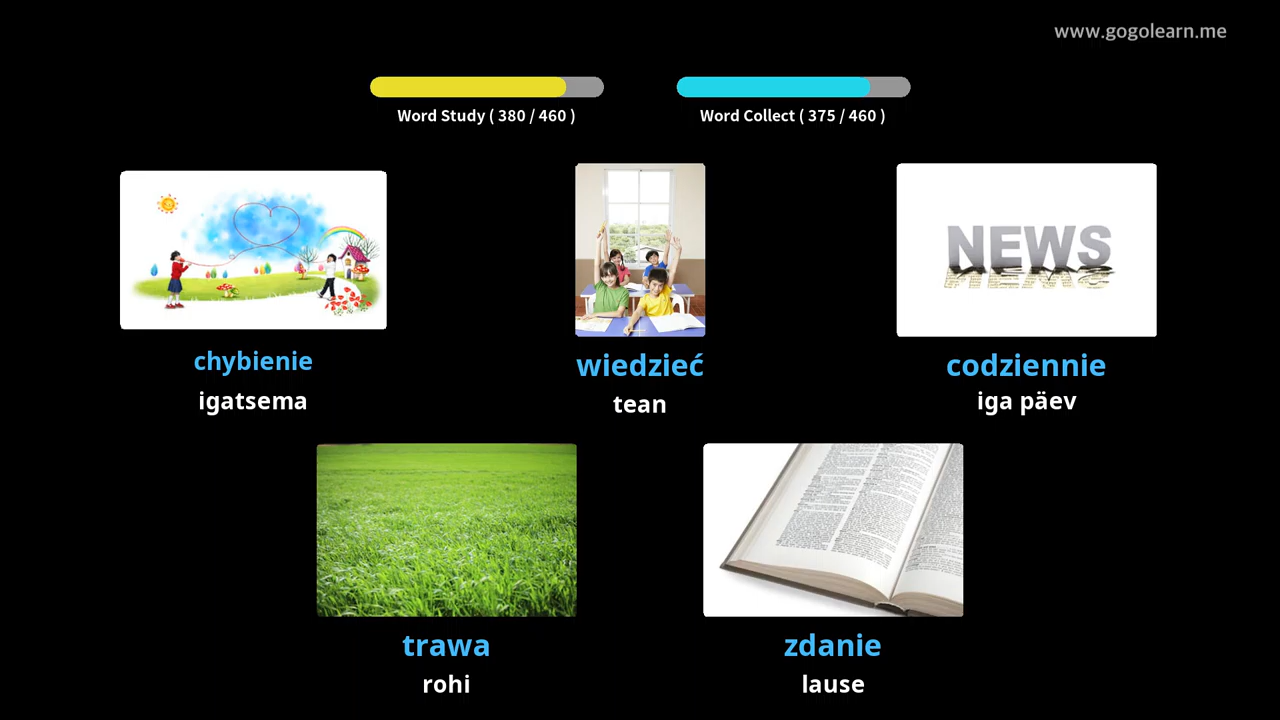 www.gogolearn.me
Word Study ( 380 / 460 )
Word Collect ( 375 / 460 )
NEWS
chybienie
igatsema
wiedzieć
tean
codziennie
iga päev
trawa
rohi
zdanie
lause